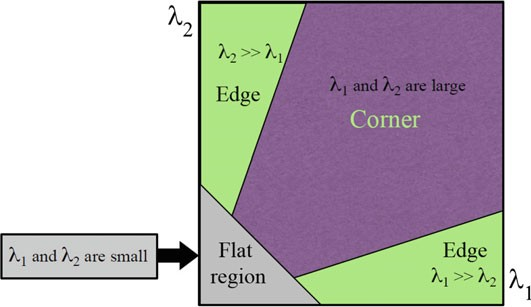 λ2
λ2 >> λ1
Edge
λ1 and λ2 are large
Corner
λ1 and λ2 are small
Flat
region
Edge
λ1 >> λ2
λ1